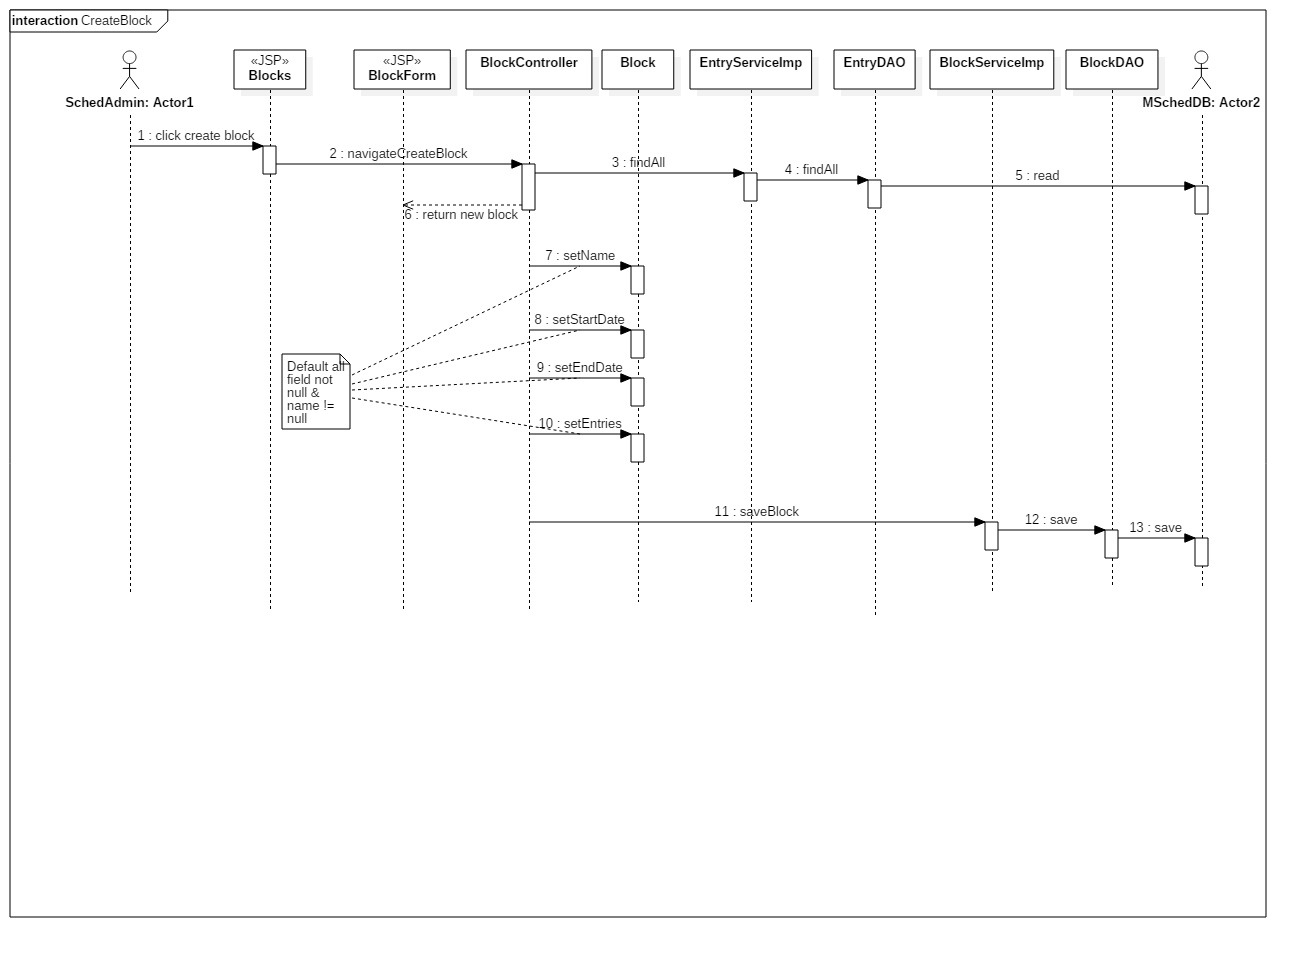 interaction CreateBlock
«JSP»
Blocks
«JSP»
BlockForm
BlockController
Block
EntryServiceImp
EntryDAO
BlockServiceImp
BlockDAO
SchedAdmin: Actor1
MSchedDB: Actor2
1 : click create block
2 : navigateCreateBlock
3 : findAll
4 : findAll
5 : read
6 : return new block
7 : setName
8 : setStartDate
9 : setEndDate
Default all
field not
null &
name !=
null
10 : setEntries
11 : saveBlock
12 : save
13 : save